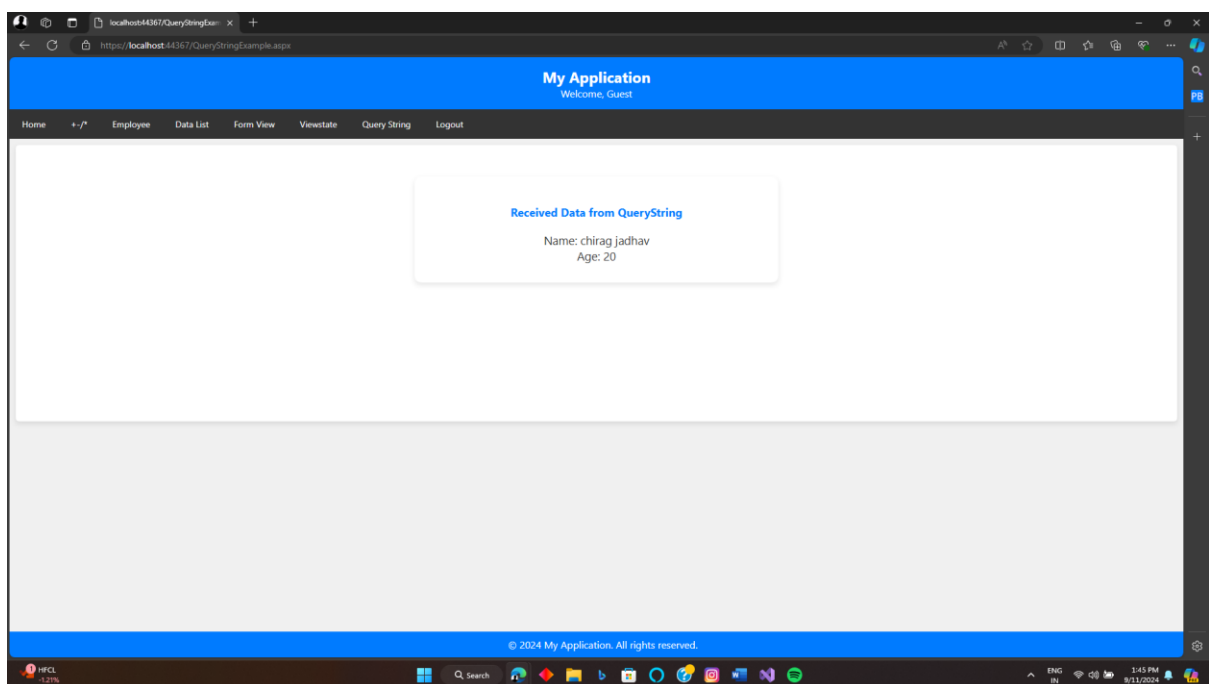 localhost:44367/QueryStringExam
https://localhost:44367/QueryStringExample.aspx
My Application
Welcome, Guest
PB
Home +-/* Employee Data List Form View Viewstate Query String Logout
Received Data from QueryString
Name: chirag jadhav
Age: 20
© 2024 My Application. All rights reserved.
1 HFCL
-1.21%
Search
ENG
IN
1:45 PM
9/11/2024